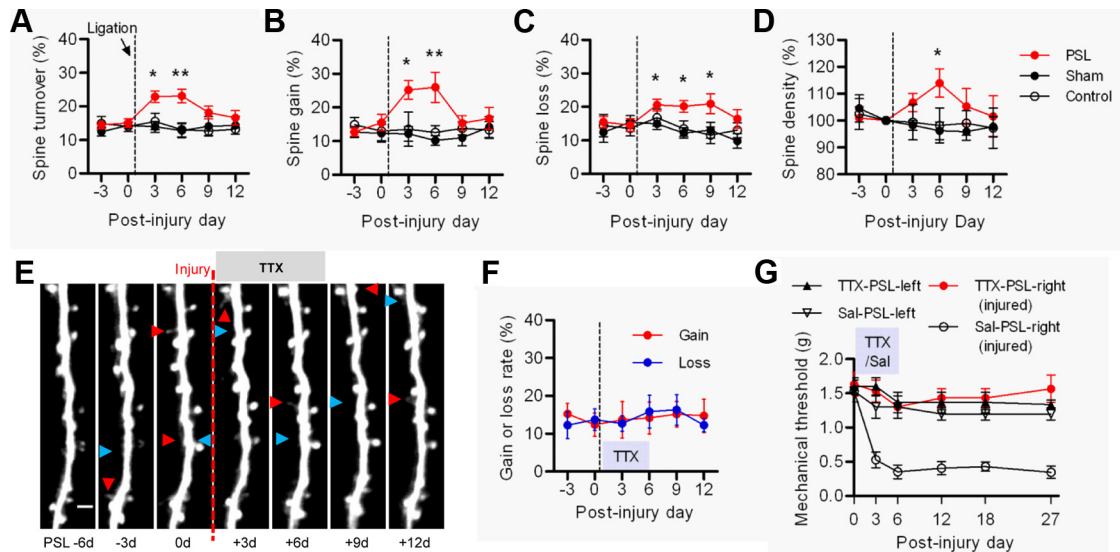 A
Ligation
Spine turnover (%)
40
30
20
10
0
-3 0 3 6 9 12
* **
Post-injury day
B
Spine gain (%)
40
30
20
10
0
-3 0 3 6 9 12
* **
Post-injury day
C
Spine loss (%)
40
30
20
10
0
-3 0 3 6 9 12
* * *
Post-injury day
D
Spine density (%)
130
120
110
100
90
80
-3 0 3 6 9 12
*
Post-injury Day
PSL
Sham
Control
E
Injury
TTX
PSL -6d -3d 0d +3d +6d +9d +12d
F
Gain or loss rate (%)
40
30
20
10
0
Gain
Loss
TTX
-3 0 3 6 9 12
Post-injury day
G
TTX-PSL-left
Sal-PSL-left
TTX-PSL-right
(injured)
Sal-PSL-right
(injured)
Mechanical threshold (g)
2.0
1.5
1.0
0.5
0.0
TTX
/Sal
0 3 6 12 18 27
Post-injury day